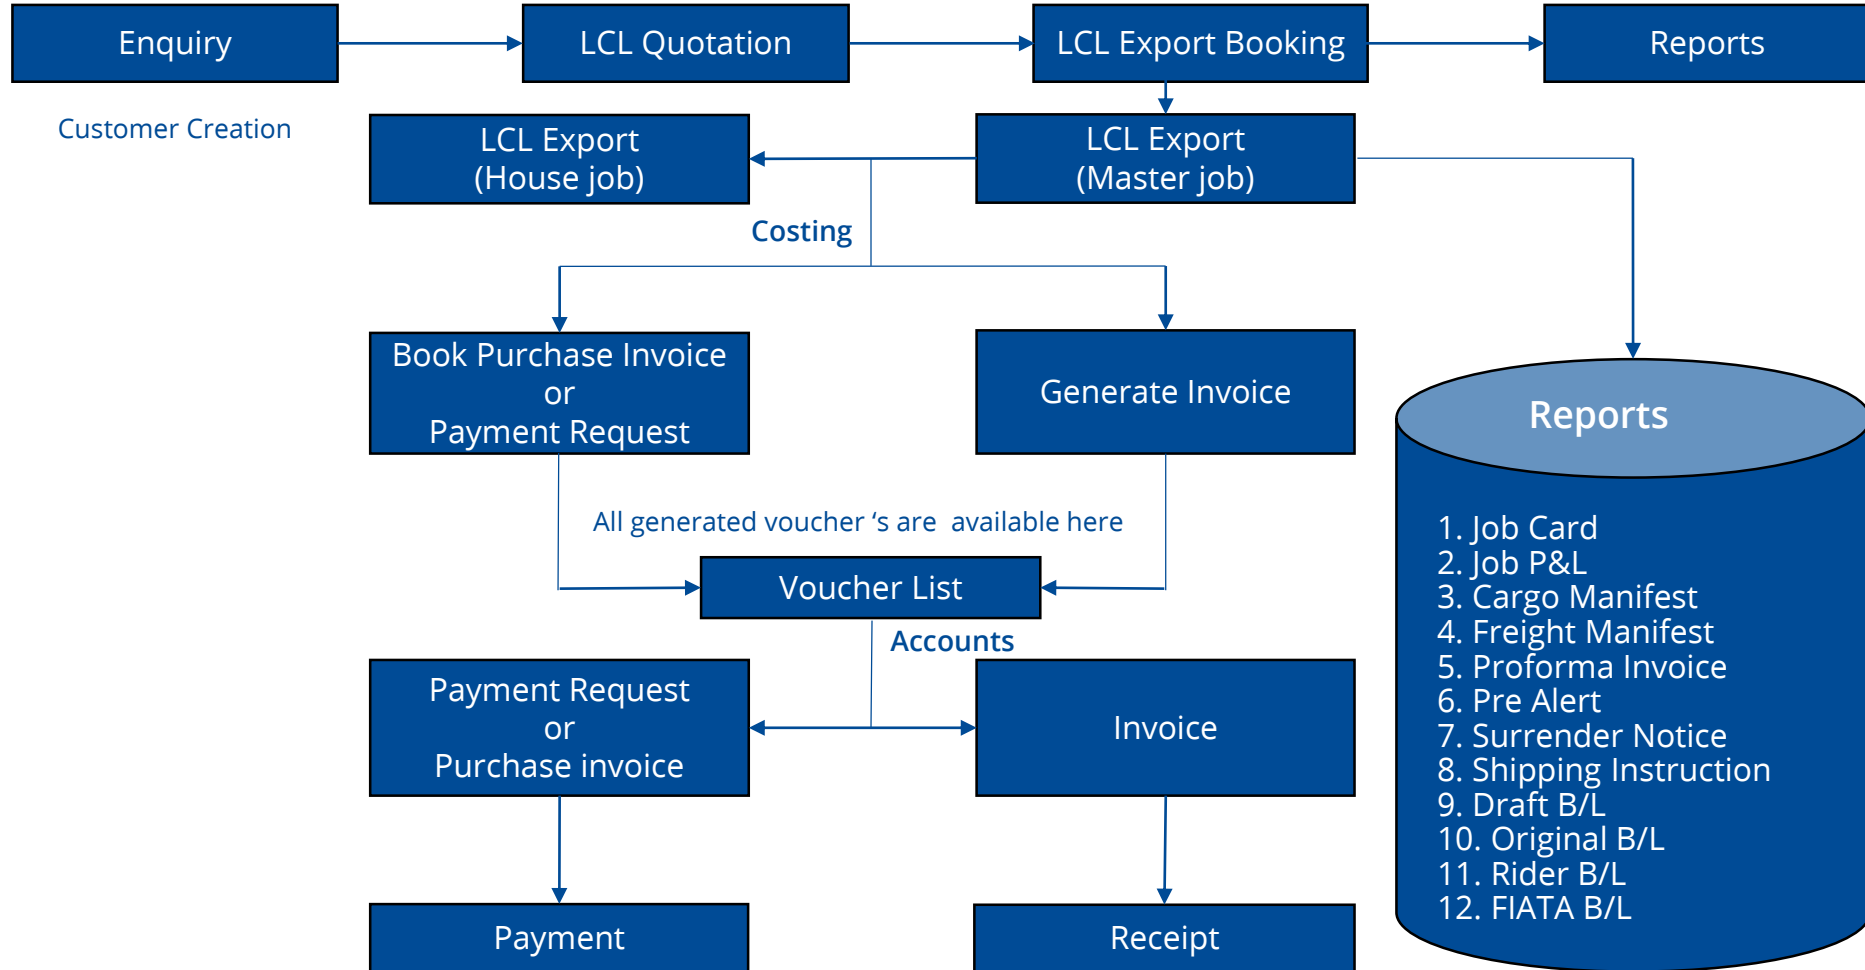 Enquiry
LCL Quotation
LCL Export Booking
Reports
Customer Creation
LCL Export
(House job)
LCL Export
(Master job)
Costing
Book Purchase Invoice
or
Payment Request
Generate Invoice
Reports
1. Job Card
2. Job P&L
3. Cargo Manifest
4. Freight Manifest
5. Proforma Invoice
6. Pre Alert
7. Surrender Notice
8. Shipping Instruction
9. Draft B/L
10. Original B/L
11. Rider B/L
12. FIATA B/L
All generated voucher ‘s are  available here
Voucher List
Accounts
Payment Request
or
Purchase invoice
Invoice
Payment
Receipt